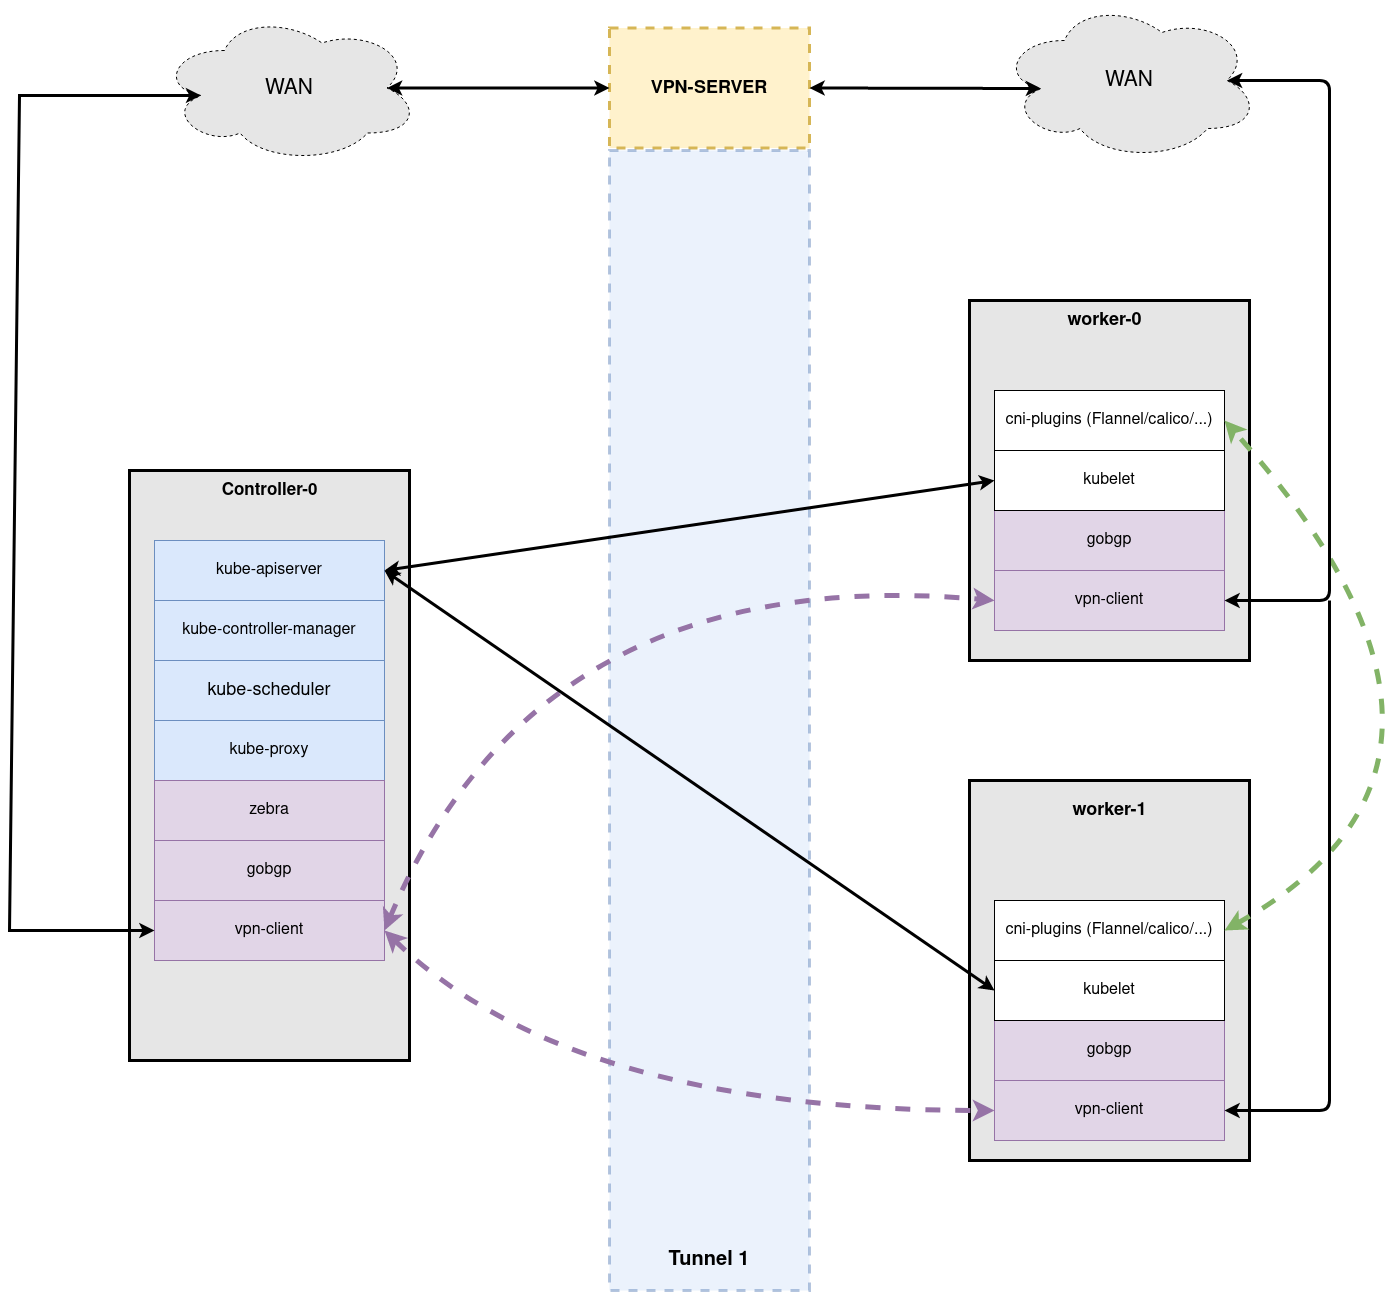 WAN
VPN-SERVER
WAN
worker-0
cni-plugins (Flannel/calico/...)
kubelet
gobgp
vpn-client
Controller-0
kube-apiserver
kube-controller-manager
kube-scheduler
kube-proxy
zebra
gobgp
vpn-client
worker-1
cni-plugins (Flannel/calico/...)
kubelet
gobgp
vpn-client
Tunnel 1